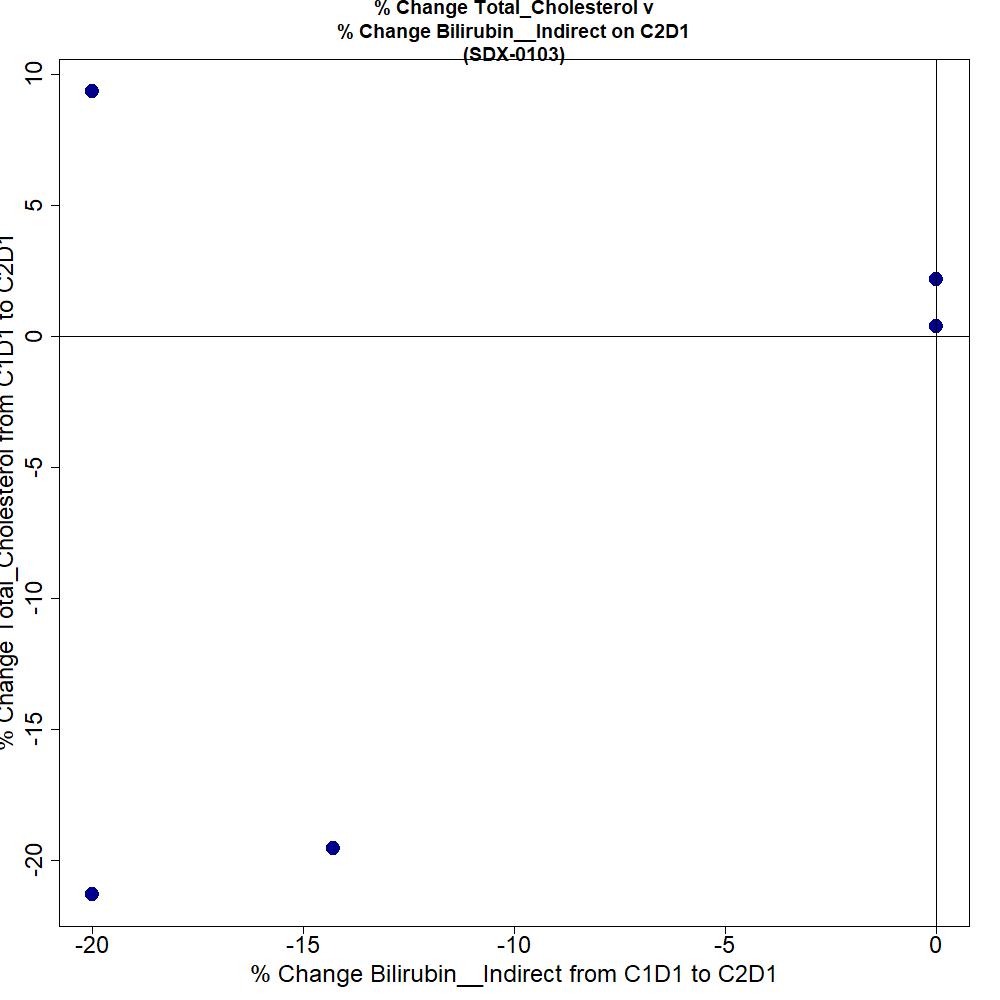 % Change Total_Cholesterol v
% Change Bilirubin__Indirect on C2D1
(SDX-0103)
% Change Total_Cholesterol from C1D1 to C2D1
10
5
0
-5
-10
-15
-20
-20
-15
-10
-5
0
% Change Bilirubin__Indirect from C1D1 to C2D1